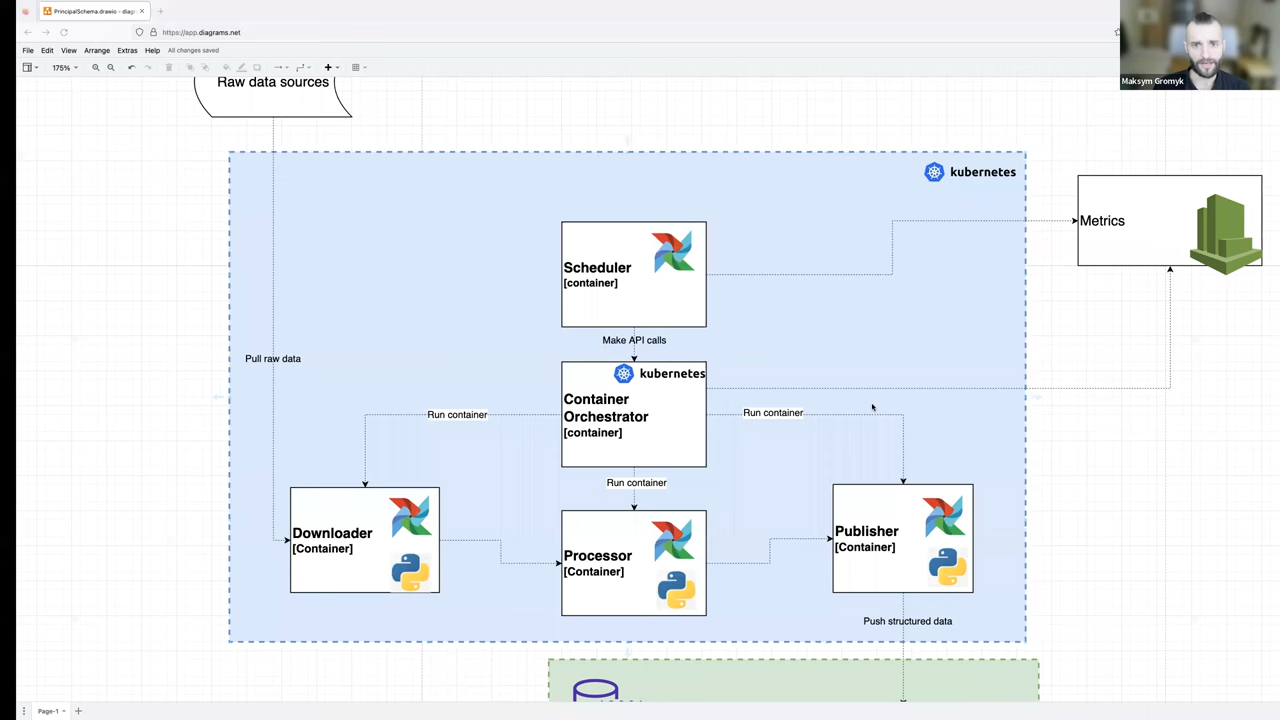 PrincipalSchema.drawio - diag
https://app.diagrams.net
File Edit View Arrange Extras Help All changes saved
175%
Maksym Gromyk
Raw data sources
kubernetes
Metrics
Scheduler
[container]
Make API calls
Pull raw data
kubernetes
Container
Orchestrator
[container]
Run container
Run container
Run container
Downloader
[Container]
Processor
[Container]
Publisher
[Container]
Push structured data
Page-1